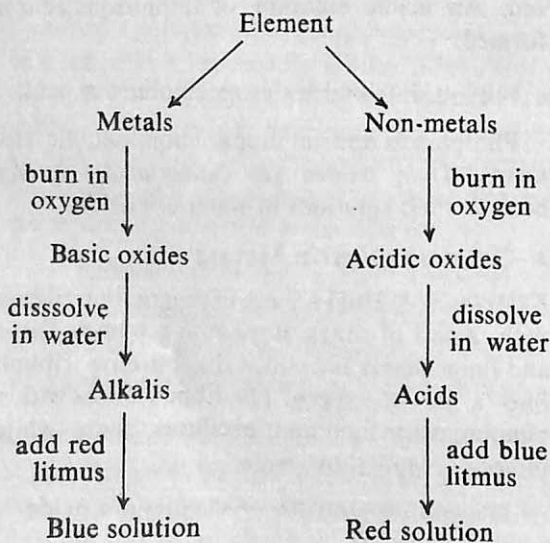 Element
Metals Non-metals
burn in oxygen burn in oxygen
Basic oxides Acidic oxides
disssolve in water dissolve in water
Alkalis Acids
add red litmus add blue litmus
Blue solution Red solution